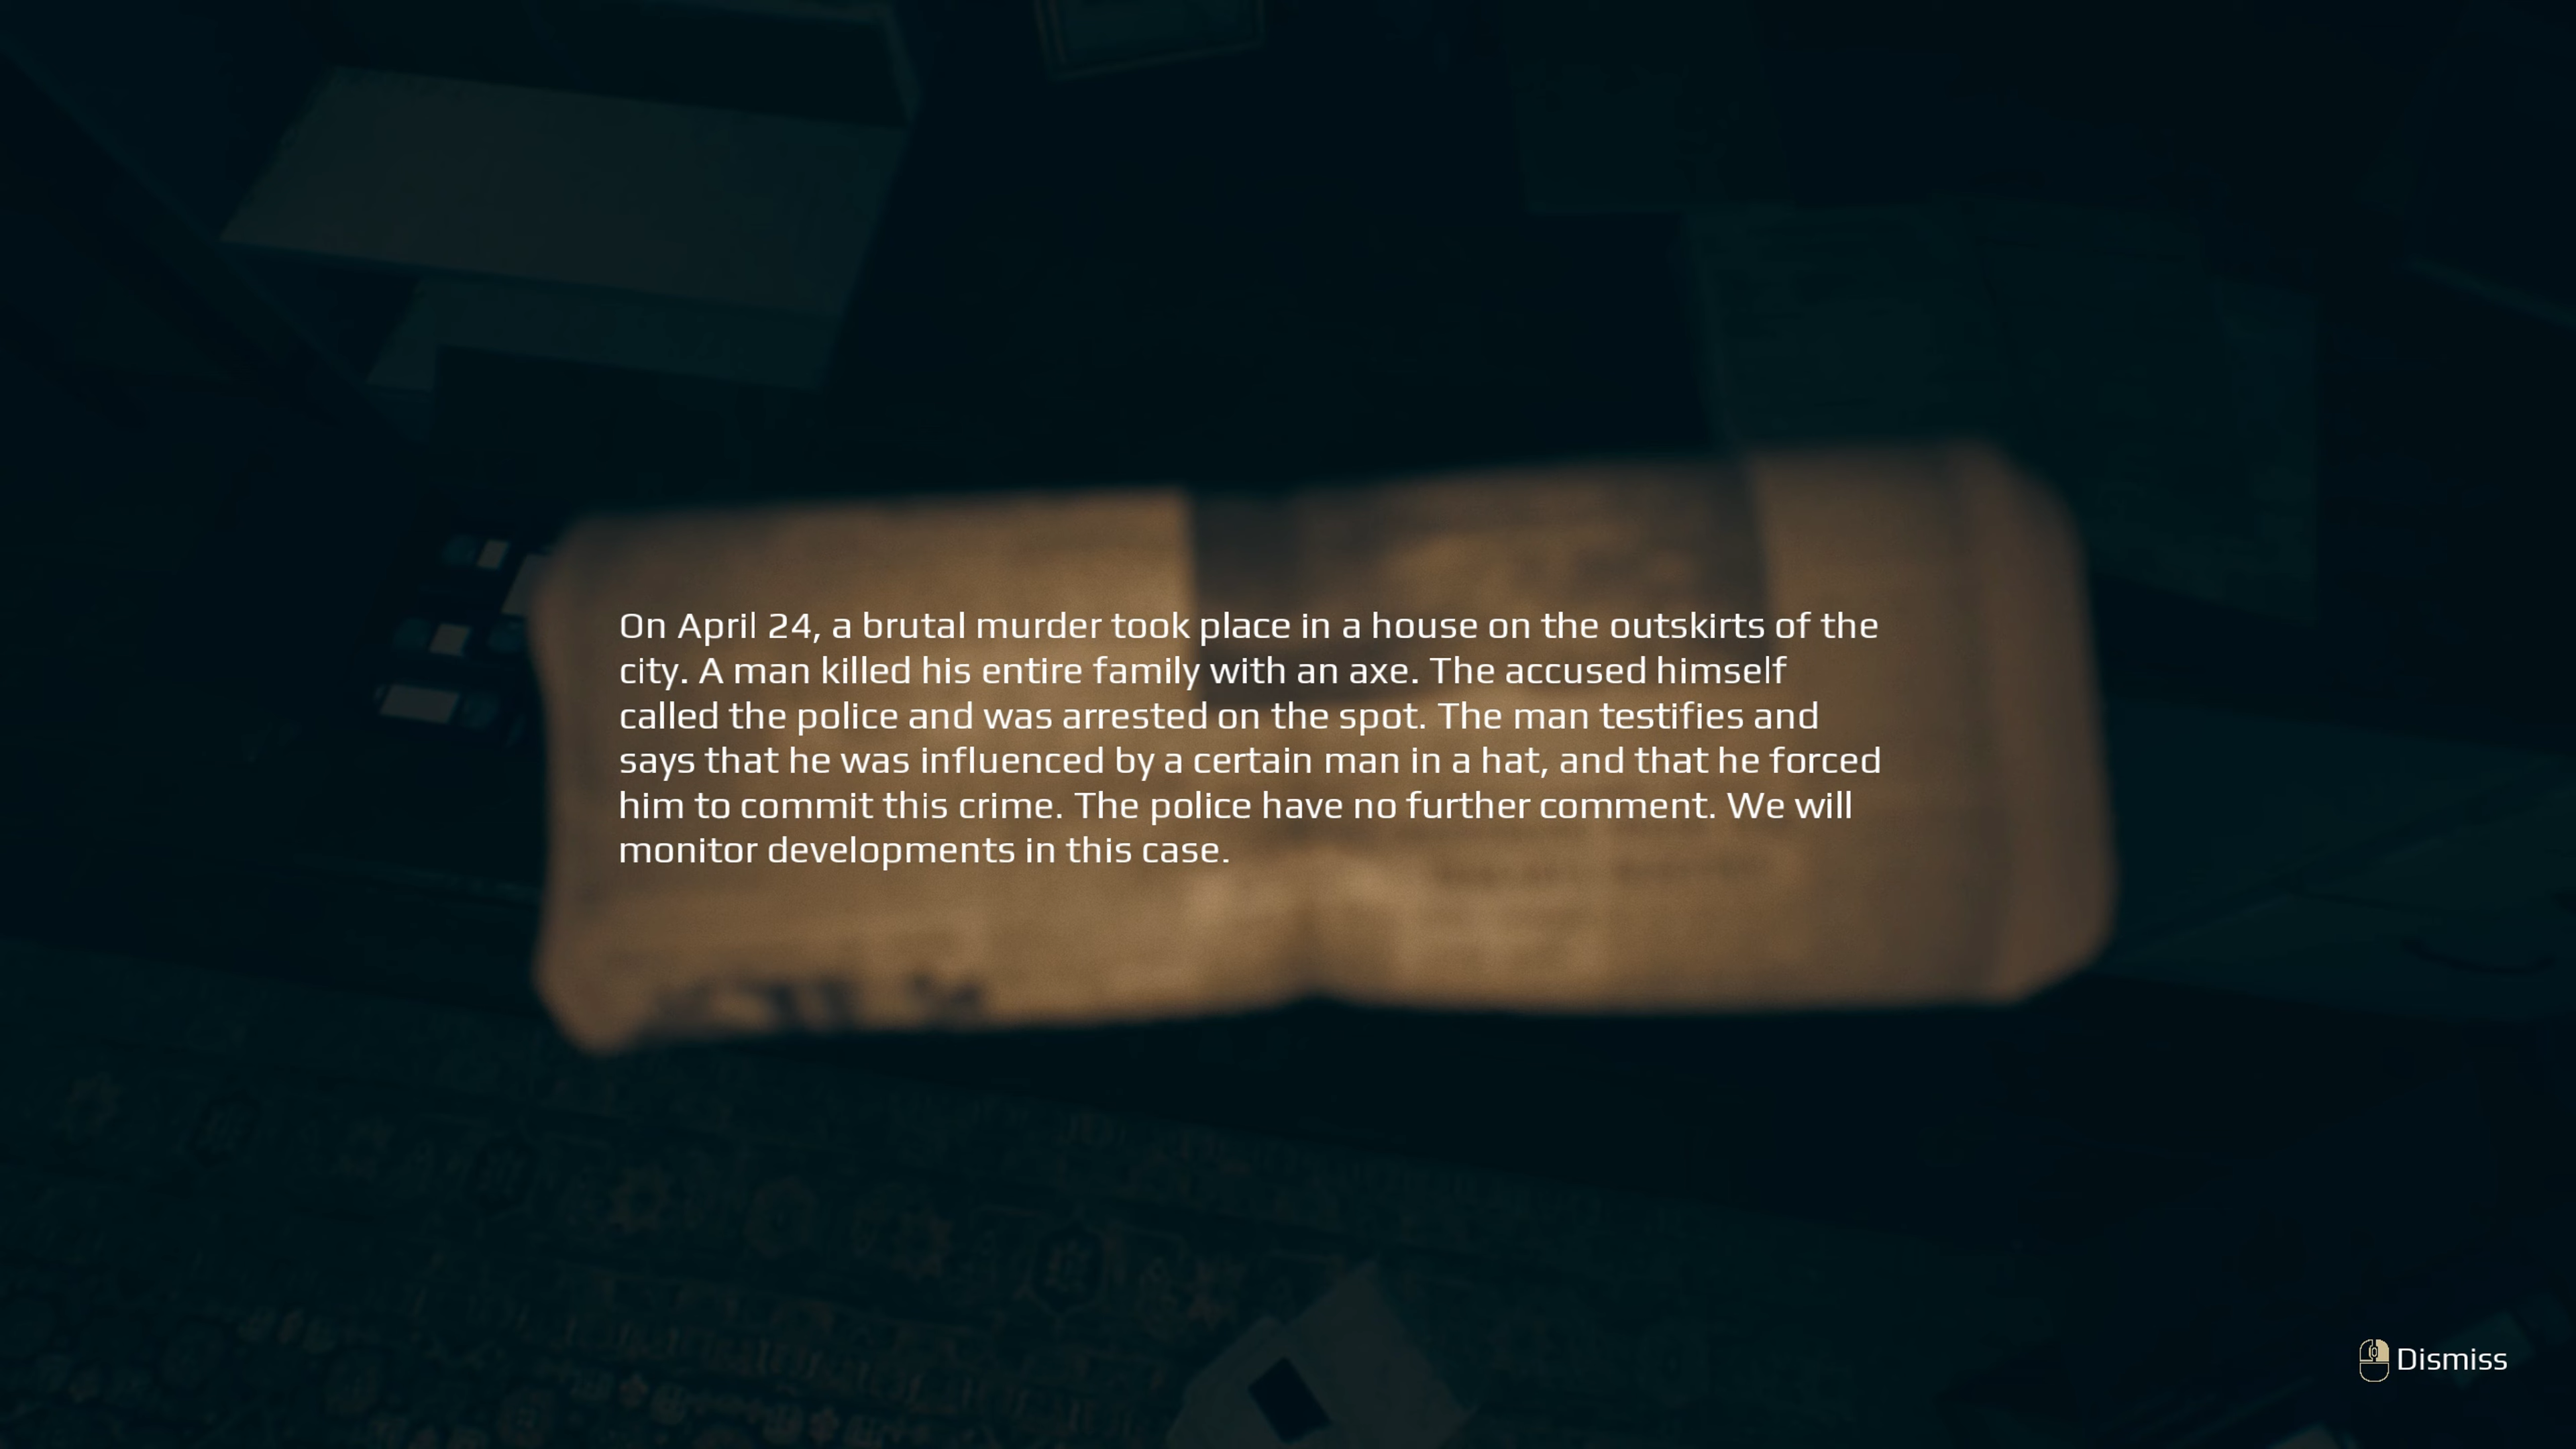 On April 24, a brutal murder took place in a house on the outskirts of the
city. A man killed his entire family with an axe. The accused himself
called the police and was arrested on the spot. The man testifies and
says that he was influenced by a certain man in a hat, and that he forced
him to commit this crime. The police have no further comment. We will
monitor developments in this case.
Dismiss